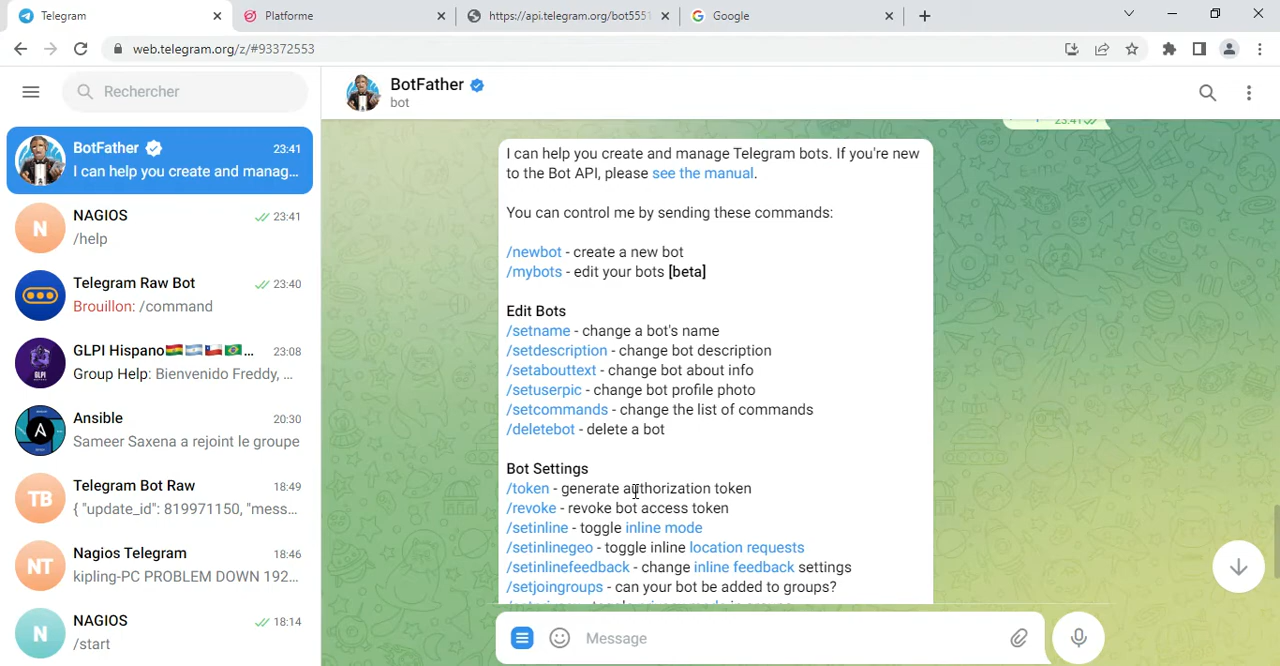 Telegram
Platforme
https://api.telegram.org/bot5551
Google
web.telegram.org/z/#93372553
Rechercher
BotFather
bot
BotFather 23:41
I can help you create and manag...
N
NAGIOS 23:41
/help
Telegram Raw Bot 23:40
Brouillon: /command
GLPI
GLPI Hispano🇧🇴🇦🇷🇨🇱🇧🇷... 23:08
Group Help: Bienvenido Freddy, ...
A
Ansible 20:30
Sameer Saxena a rejoint le groupe
TB
Telegram Bot Raw 18:49
{ "update_id": 819971150, "mess...
NT
Nagios Telegram 18:46
kipling-PC PROBLEM DOWN 192...
N
NAGIOS 18:14
/start
23:41
I can help you create and manage Telegram bots. If you're new
to the Bot API, please see the manual.
You can control me by sending these commands:
/newbot - create a new bot
/mybots - edit your bots [beta]
Edit Bots
/setname - change a bot's name
/setdescription - change bot description
/setabouttext - change bot about info
/setuserpic - change bot profile photo
/setcommands - change the list of commands
/deletebot - delete a bot
Bot Settings
/token - generate authorization token
/revoke - revoke bot access token
/setinline - toggle inline mode
/setinlinegeo - toggle inline location requests
/setinlinefeedback - change inline feedback settings
/setjoingroups - can your bot be added to groups?
Message